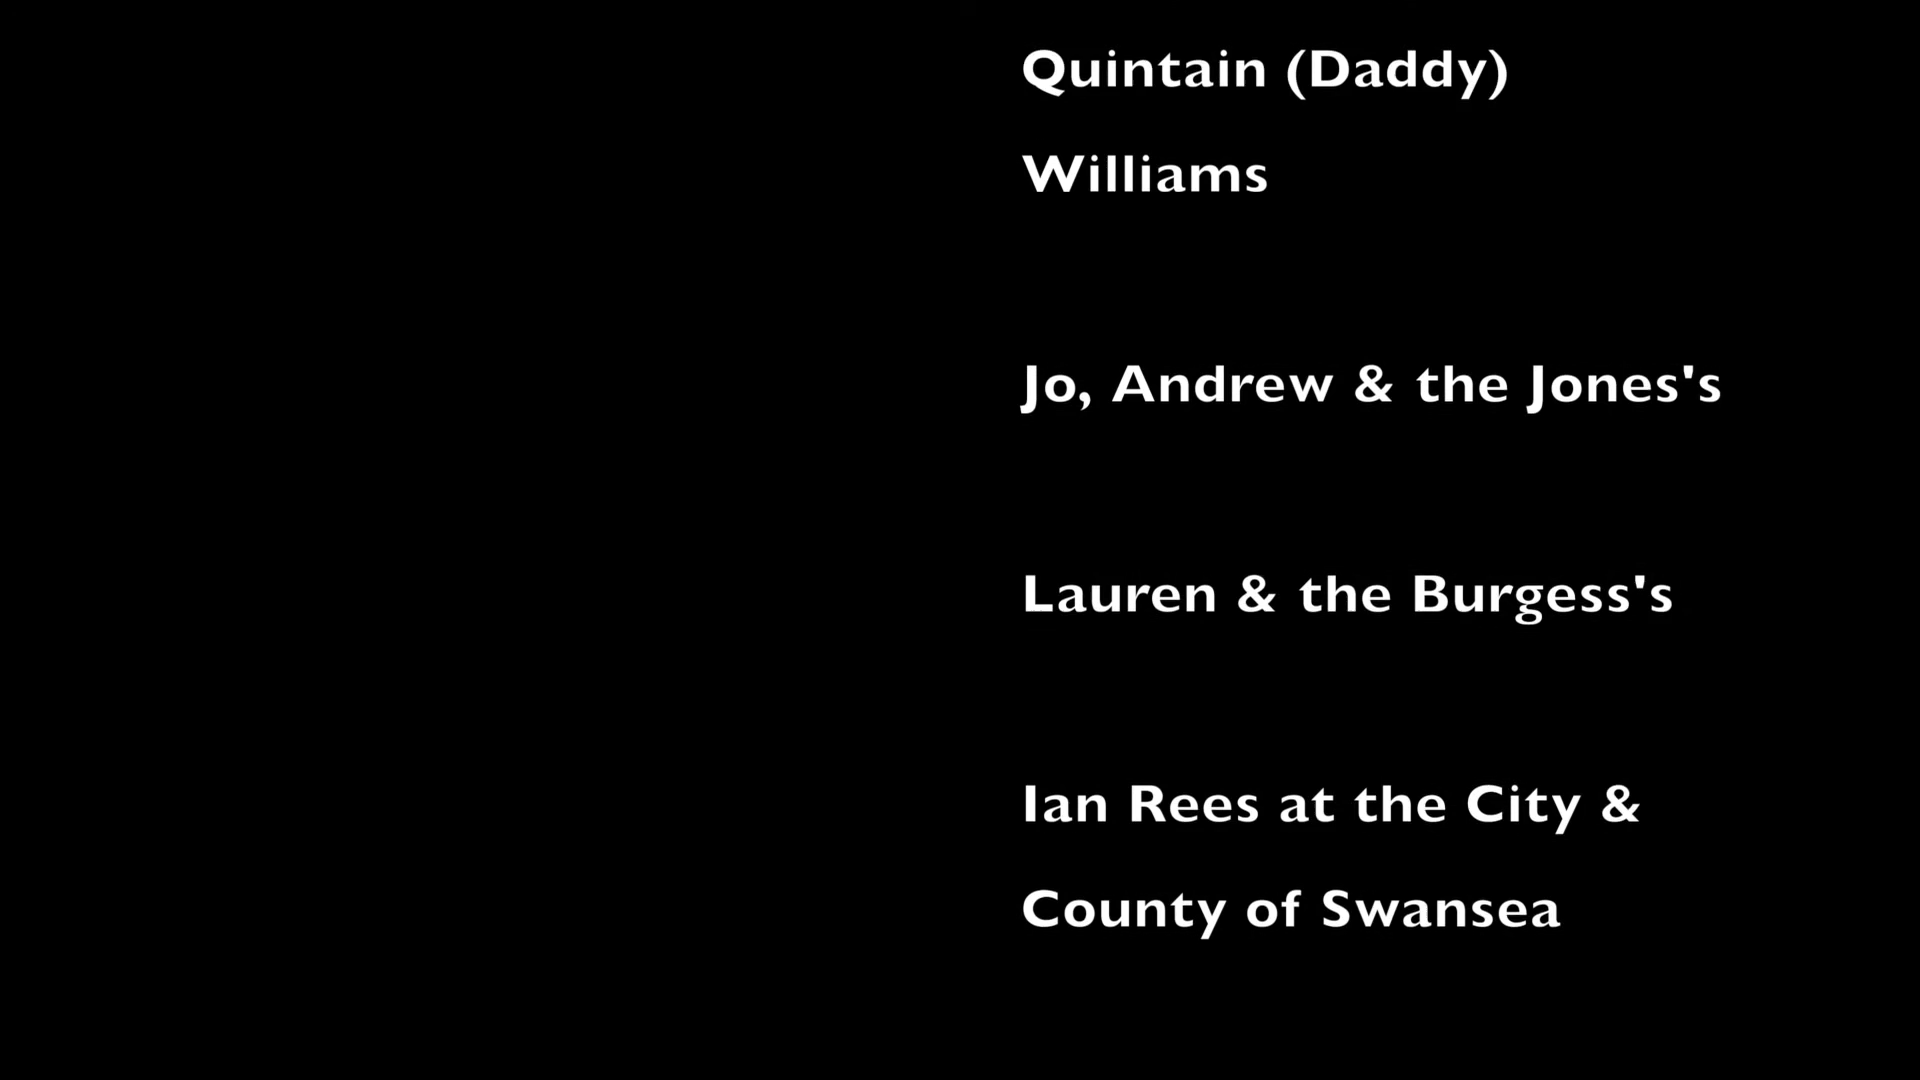 Quintain (Daddy)
Williams
Jo, Andrew & the Jones's
Lauren & the Burgess's
Ian Rees at the City &
County of Swansea